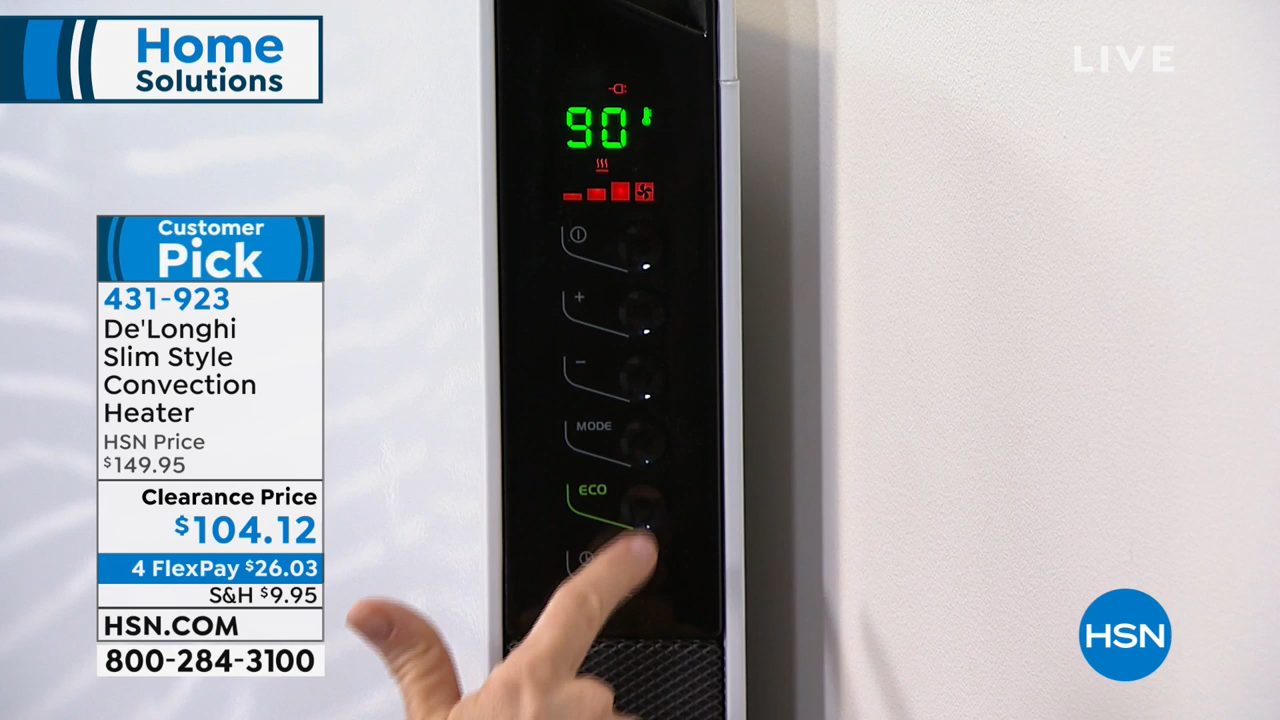 Home
Solutions
LIVE
Customer
Pick
431-923
De'Longhi
Slim Style
Convection
Heater
HSN Price
$149.95
Clearance Price
$104.12
4 FlexPay $26.03
S&H $9.95
HSN.COM
800-284-3100
90
+
-
MODE
ECO
HSN